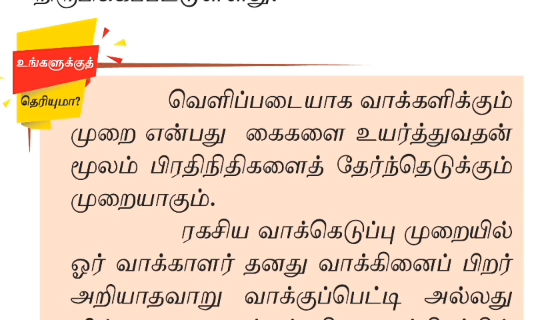 உங்களுக்குத்
தெரியுமா?
வெளிப்படையாக வாக்களிக்கும்
முறை என்பது கைகளை உயர்த்துவதன்
மூலம் பிரதிநிதிகளைத் தேர்ந்தெடுக்கும்
முறையாகும்.
ரகசிய வாக்கெடுப்பு முறையில்
ஓர் வாக்காளர் தனது வாக்கினைப் பிறர்
அறியாதவாறு வாக்குப்பெட்டி அல்லது